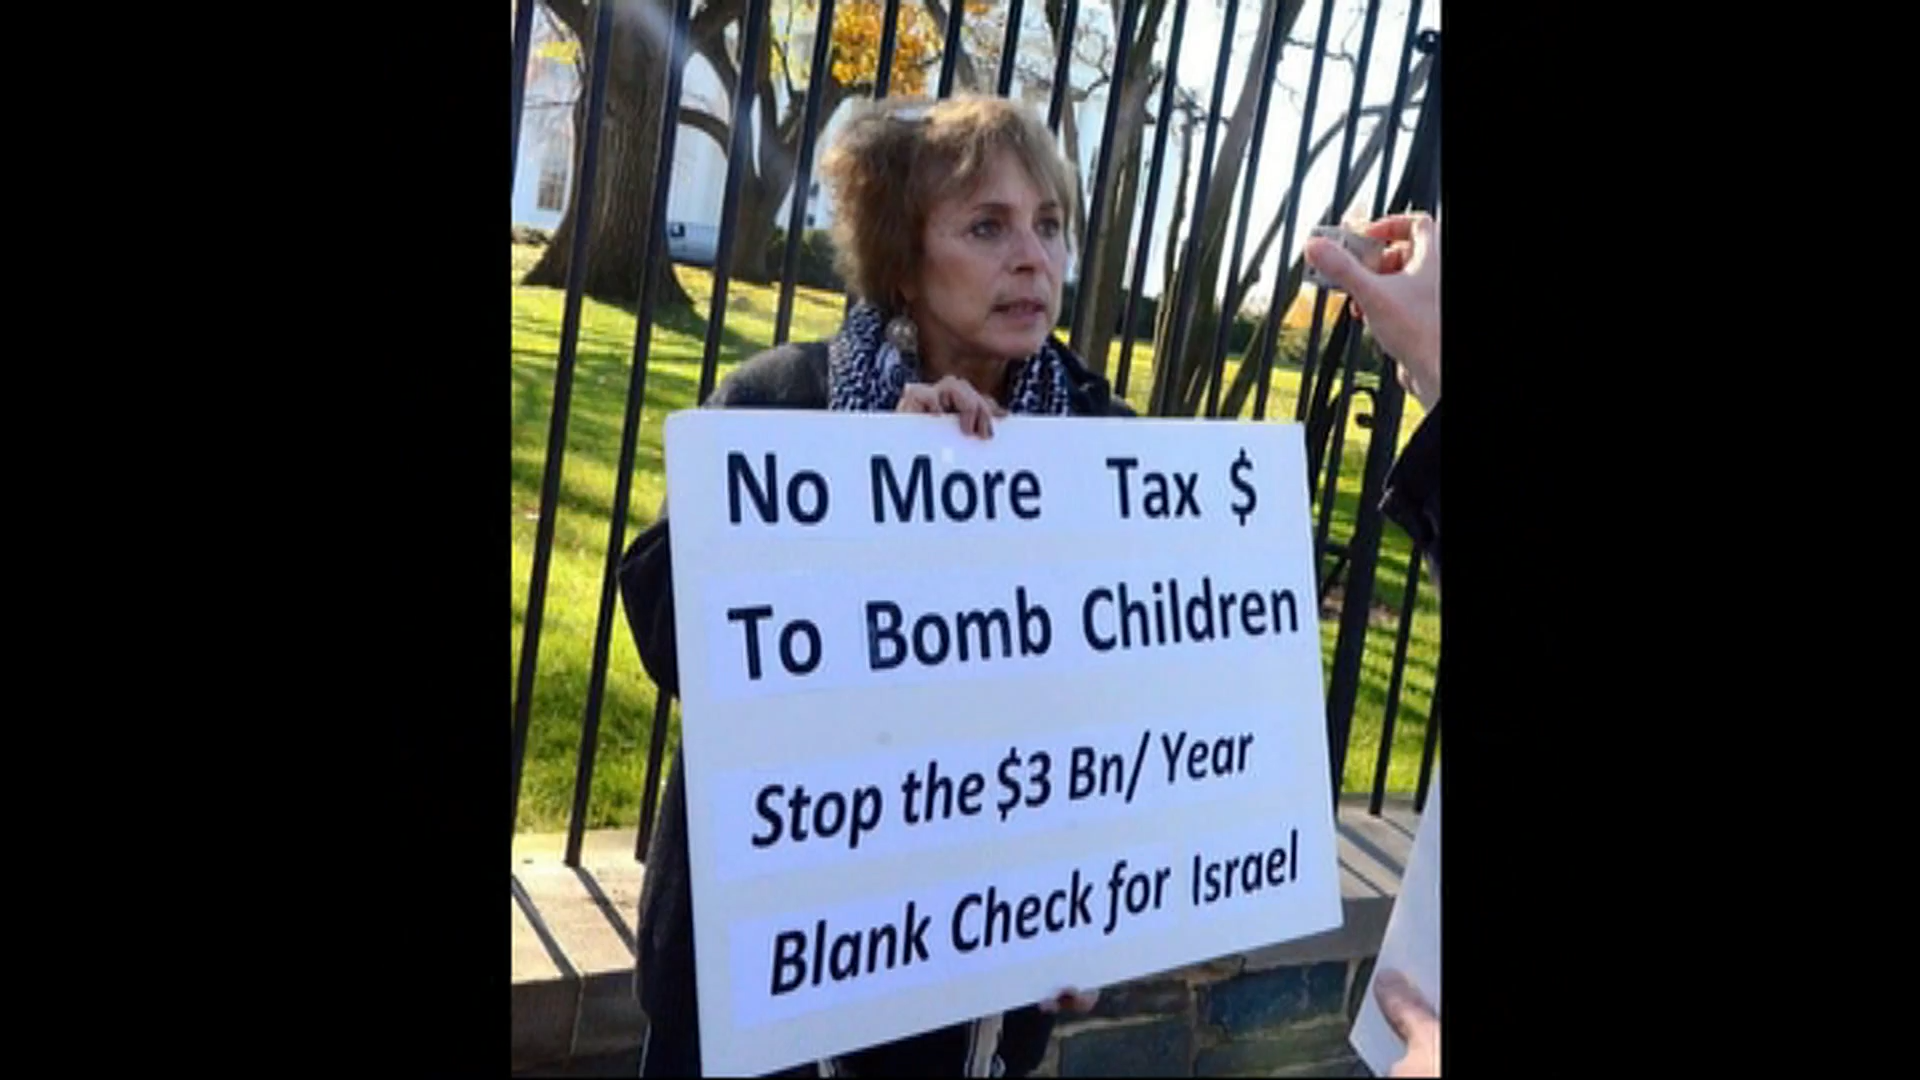 No More Tax $
To Bomb Children
Stop the $3 Bn/Year
Blank Check for Israel